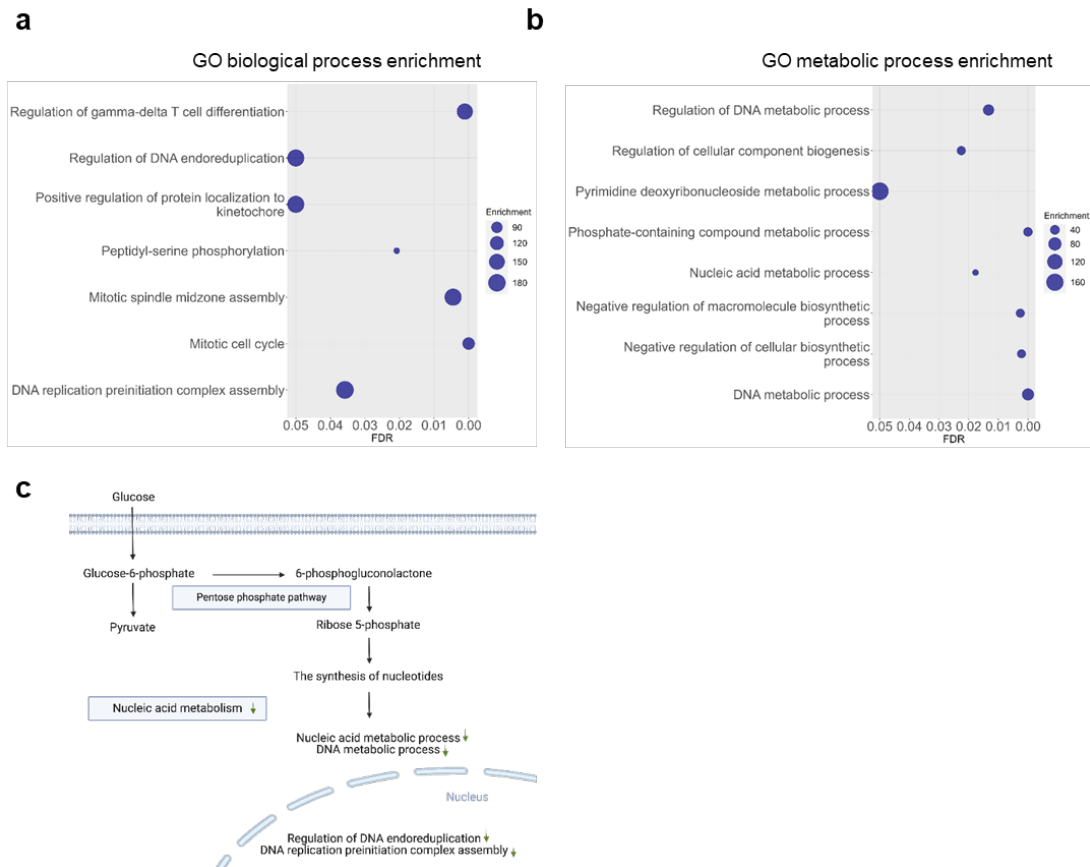 a
GO biological process enrichment
Regulation of gamma-delta T cell differentiation
Regulation of DNA endoreduplication
Positive regulation of protein localization to
kinetochore
Peptidyl-serine phosphorylation
Mitotic spindle midzone assembly
Mitotic cell cycle
DNA replication preinitiation complex assembly
0.05 0.04 0.03 0.01 0.01 0.00
FDR
Enrichment
90
120
150
180
b
GO metabolic process enrichment
Regulation of DNA metabolic process
Regulation of cellular component biogenesis
Pyrimidine deoxyribonucleoside metabolic process
Phosphate-containing compound metabolic process
Nucleic acid metabolic process
Negative regulation of macromolecule biosynthetic
process
Negative regulation of cellular biosynthetic
process
DNA metabolic process
0.05 0.04 0.03 0.02 0.01 0.00
FDR
Enrichment
40
80
120
160
c
Glucose
Glucose-6-phosphate
6-phosphogluconolactone
Pentose phosphate pathway
Pyruvate
Ribose 5-phosphate
The synthesis of nucleotides
Nucleic acid metabolism
Nucleic acid metabolic process
DNA metabolic process
Nucleus
Regulation of DNA endoreduplication
DNA replication preinitiation complex assembly